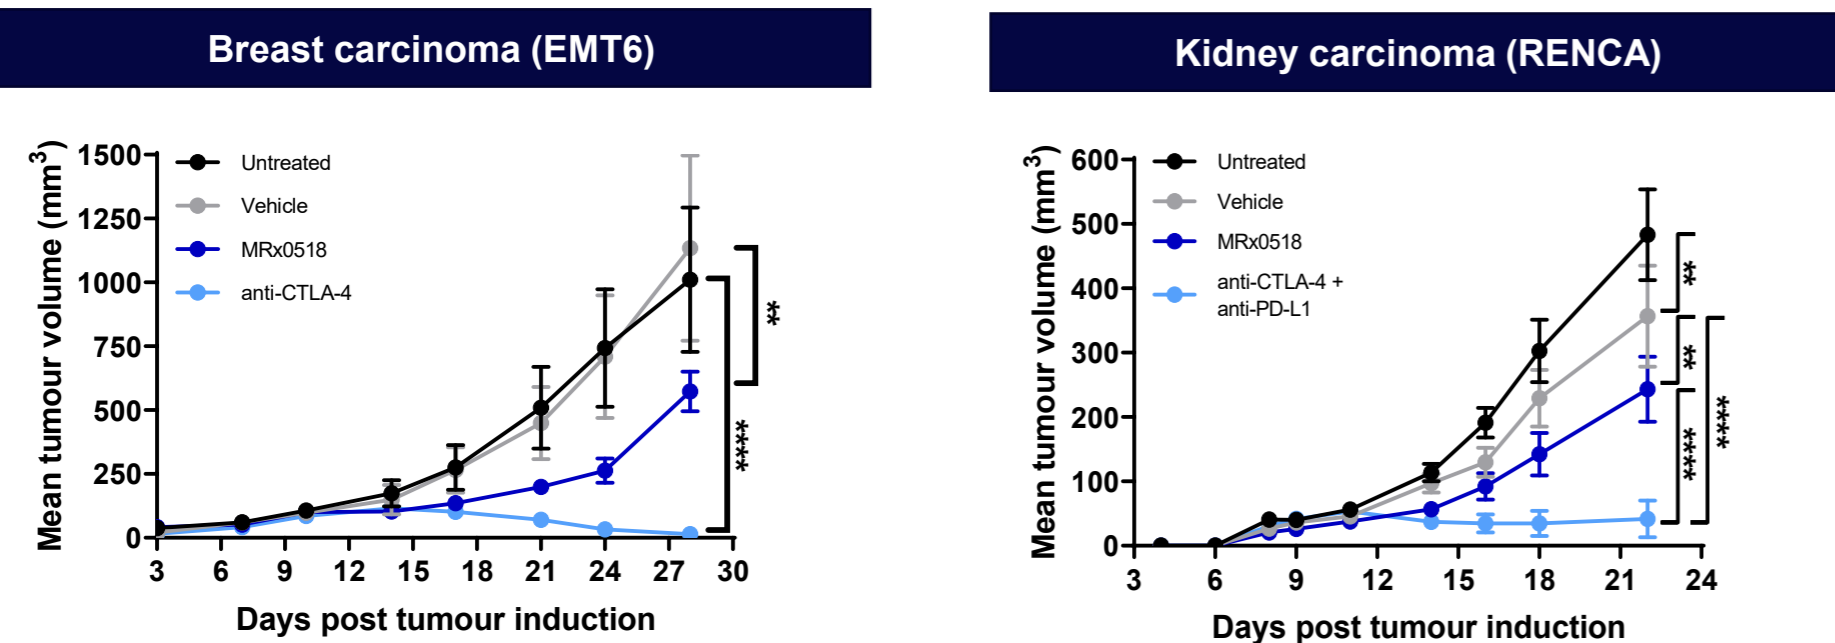 Breast carcinoma (EMT6)
Mean tumour volume (mm³)
1500
1250
1000
750
500
250
0
Untreated
Vehicle
MRx0518
anti-CTLA-4
**
****
3 6 9 12 15 18 21 24 27 30
Days post tumour induction
Kidney carcinoma (RENCA)
Mean tumour volume (mm³)
600
500
400
300
200
100
0
Untreated
Vehicle
MRx0518
anti-CTLA-4 +
anti-PD-L1
**
**
****
****
3 6 9 12 15 18 21 24
Days post tumour induction